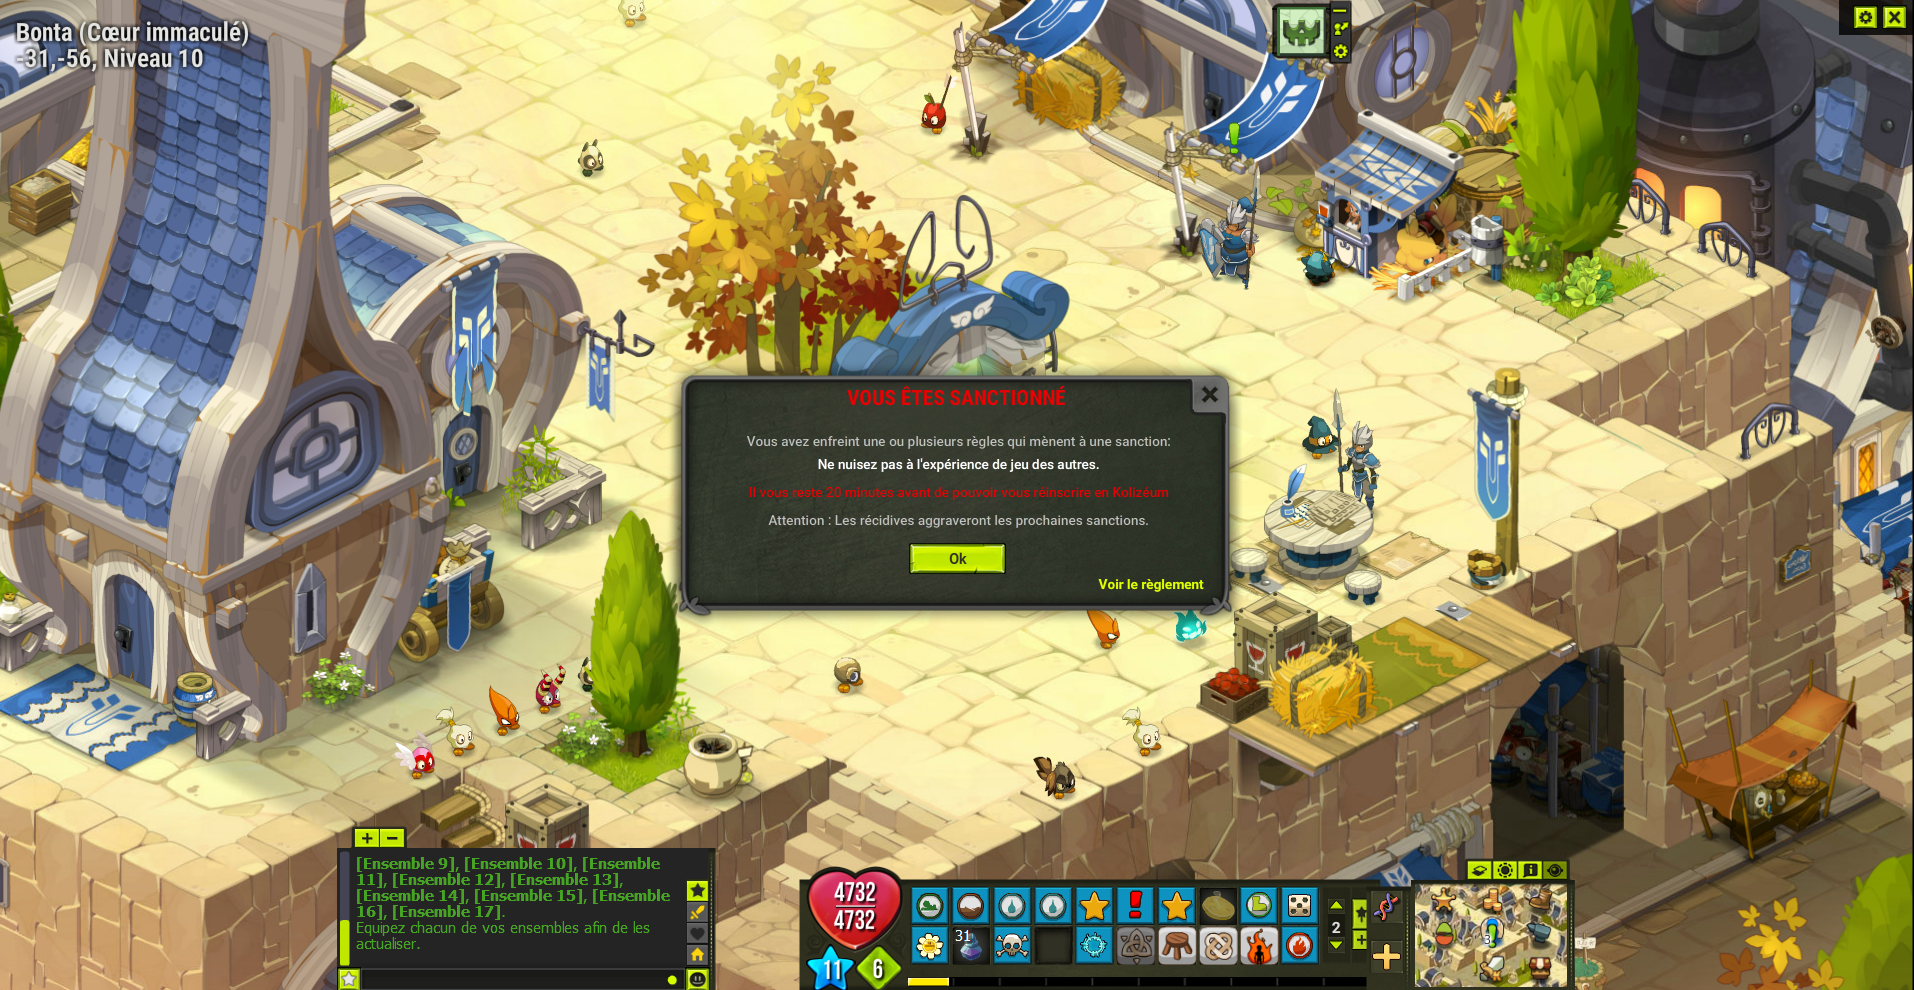 Bonta (Cœur immaculé)
-31,-56, Niveau 10
VOUS ÊTES SANCTIONNÉ
Vous avez enfreint une ou plusieurs règles qui mènent à une sanction:
Ne nuisez pas à l'expérience de jeu des autres.
Il vous reste 20 minutes avant de pouvoir vous réinscrire en Kolizéum
Attention : Les récidives aggraveront les prochaines sanctions.
Ok
Voir le règlement
[Ensemble 9], [Ensemble 10], [Ensemble
11], [Ensemble 12], [Ensemble 13],
[Ensemble 14], [Ensemble 15], [Ensemble
16], [Ensemble 17].
Equipez chacun de vos ensembles afin de les
actualiser.
4732
4732
11
6
31
2
3